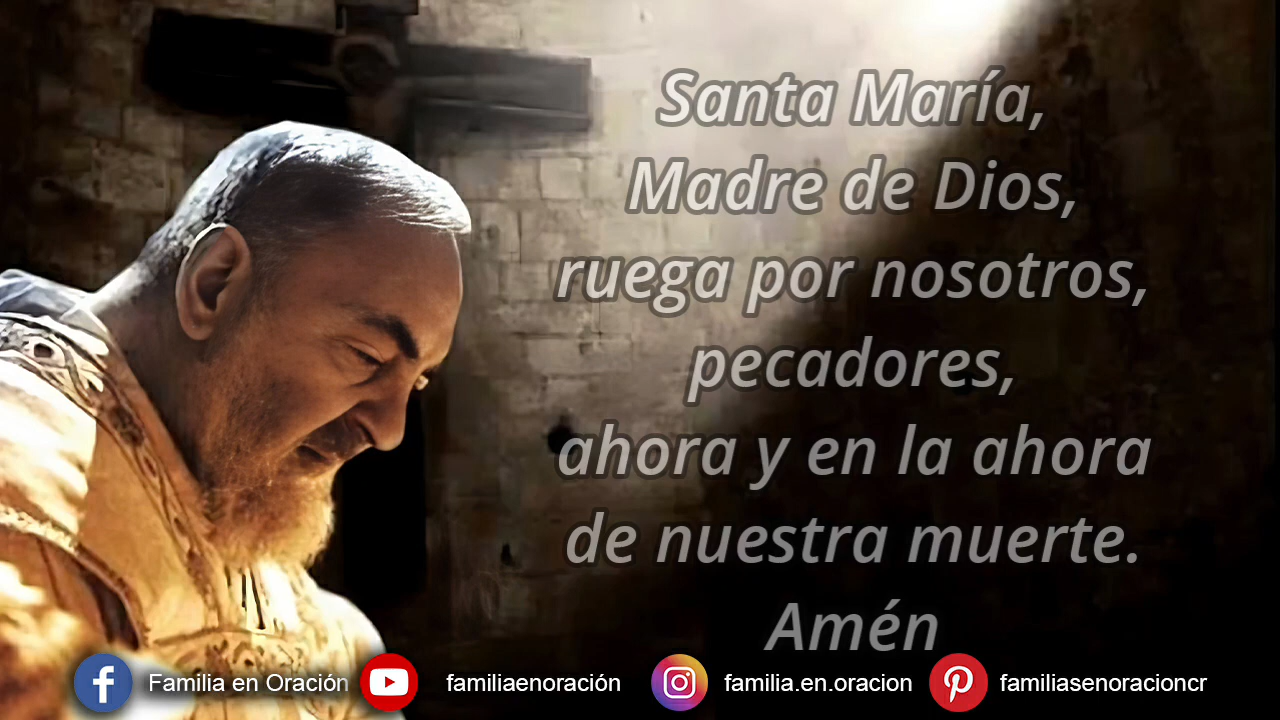 Santa María,
Madre de Dios,
ruega por nosotros,
pecadores,
ahora y en la ahora
de nuestra muerte.
Amén
Familia en Oración
familiaenoración
familia.en.oracion
familiasenoracioncr